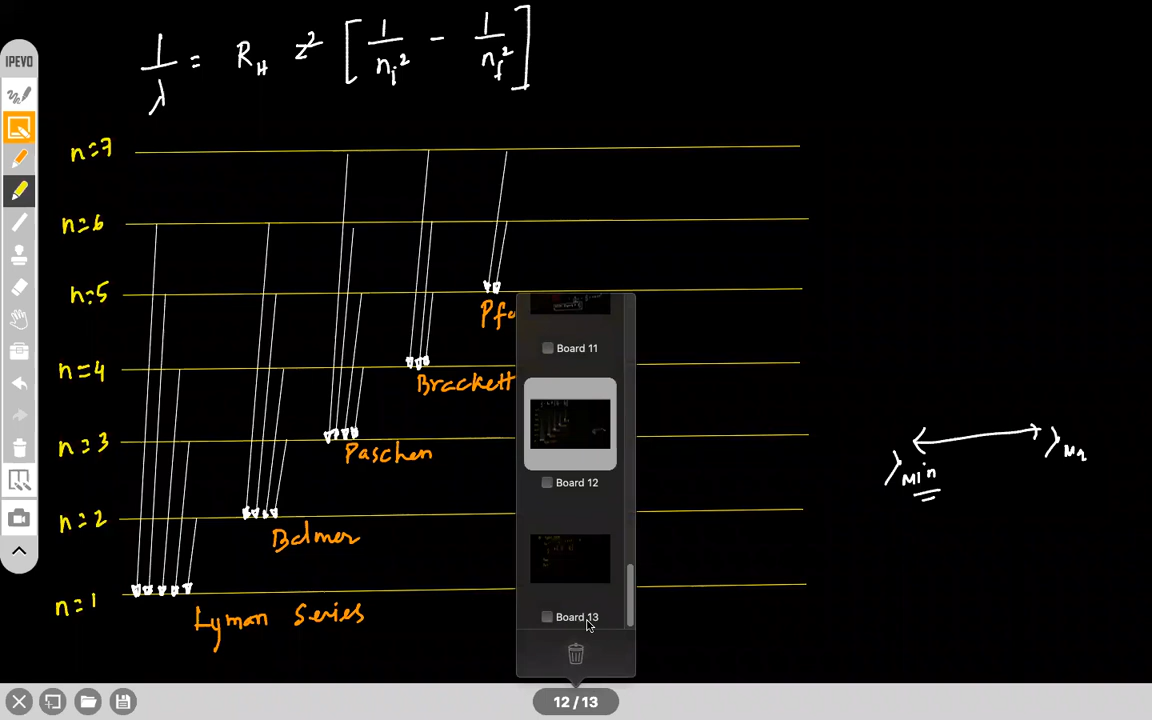 1/λ = R_H z² [ 1/n_i² - 1/n_f² ]
IPEVO
n=7
n=6
n=5
Pfo
Board 11
n=4
Brackett
n=3
Paschen
λ Min
Board 12
n=2
Balmer
n=1
Lyman Series
Board 13
12/13